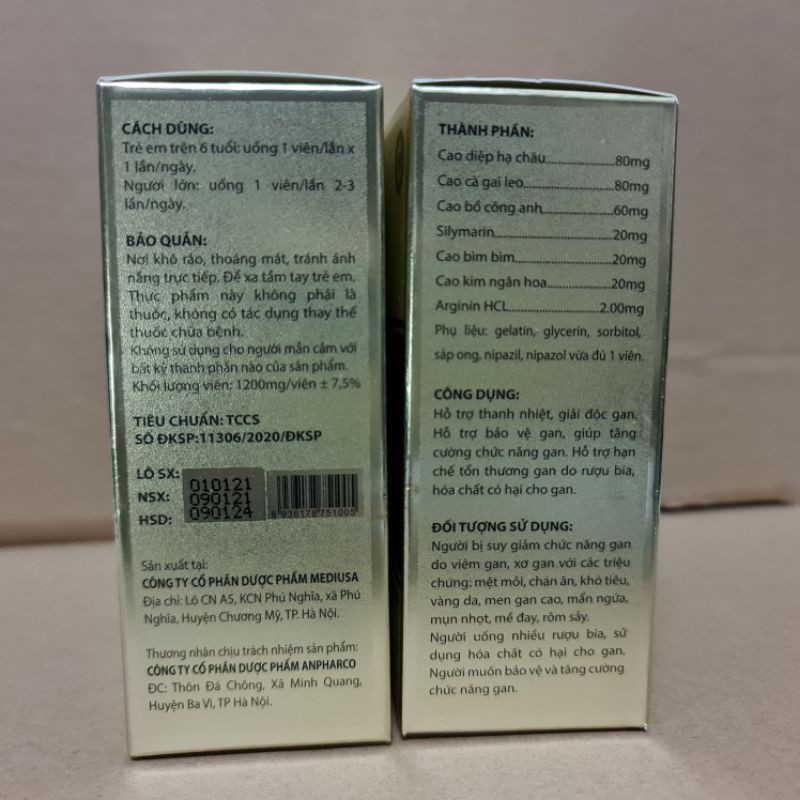 CÁCH DÙNG:
Trẻ em trên 6 tuổi: uống 1 viên/lần x
1 lần/ngày.
Người lớn: uống 1 viên/lần 2-3
lần/ngày.
BẢO QUẢN:
Nơi khô ráo, thoáng mát, tránh ánh
nắng trực tiếp. Để xa tầm tay trẻ em.
Thực phẩm này không phải là
thuốc, không có tác dụng thay thế
thuốc chữa bệnh.
Không sử dụng cho người mẫn cảm với
bất kỳ thành phần nào của sản phẩm.
Khối lượng viên: 1200mg/viên ± 7,5%
TIÊU CHUẨN: TCCS
SỐ ĐKSP:11306/2020/ĐKSP
LÔ SX: 010121
NSX: 090121
HSD: 090124
8936178751005
Sản xuất tại:
CÔNG TY CỔ PHẦN DƯỢC PHẨM MEDIUSA
Địa chỉ: Lô CN A5, KCN Phú Nghĩa, xã Phú
Nghĩa, Huyện Chương Mỹ, TP. Hà Nội.
Thương nhân chịu trách nhiệm sản phẩm:
CÔNG TY CỔ PHẦN DƯỢC PHẨM ANPHARCO
ĐC: Thôn Đá Chông, Xã Minh Quang,
Huyện Ba Vì, TP Hà Nội.
THÀNH PHẦN:
Cao diệp hạ châu....................80mg
Cao cà gai leo..........................80mg
Cao bồ công anh.....................60mg
Silymarin.................................20mg
Cao bìm bìm............................20mg
Cao kim ngân hoa...................20mg
Arginin HCL............................2.00mg
Phụ liệu: gelatin, glycerin, sorbitol,
sáp ong, nipazil, nipazol vừa đủ 1 viên.
CÔNG DỤNG:
Hỗ trợ thanh nhiệt, giải độc gan.
Hỗ trợ bảo vệ gan, giúp tăng
cường chức năng gan. Hỗ trợ hạn
chế tổn thương gan do rượu bia,
hóa chất có hại cho gan.
ĐỐI TƯỢNG SỬ DỤNG:
Người bị suy giảm chức năng gan
do viêm gan, xơ gan với các triệu
chứng: mệt mỏi, chán ăn, khó tiêu,
vàng da, men gan cao, mẩn ngứa,
mụn nhọt, mề đay, rôm sảy.
Người uống nhiều rượu bia, sử
dụng hóa chất có hại cho gan.
Người muốn bảo vệ và tăng cường
chức năng gan.